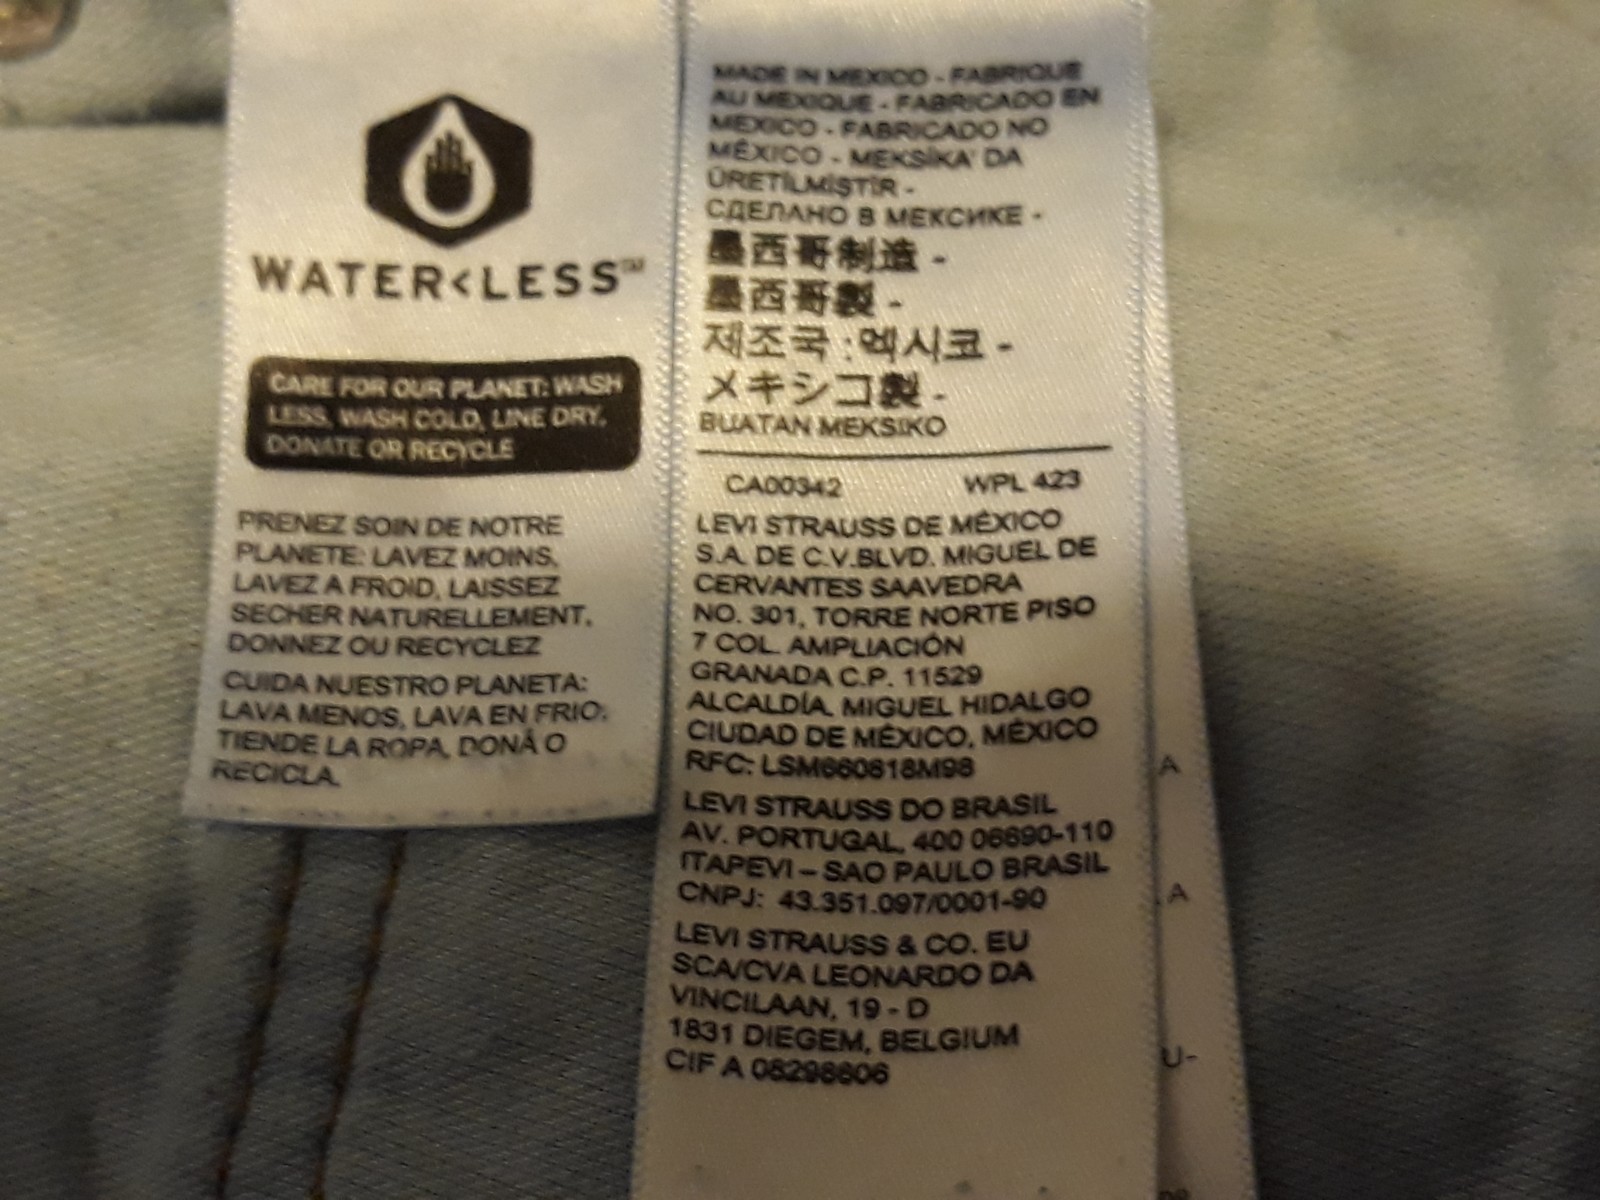 WATER<LESS™
CARE FOR OUR PLANET: WASH
LESS, WASH COLD, LINE DRY,
DONATE OR RECYCLE
PRENEZ SOIN DE NOTRE
PLANETE: LAVEZ MOINS,
LAVEZ A FROID, LAISSEZ
SECHER NATURELLEMENT,
DONNEZ OU RECYCLEZ
CUIDA NUESTRO PLANETA:
LAVA MENOS, LAVA EN FRIO;
TIENDE LA ROPA, DONÁ O
RECICLA.
MADE IN MEXICO - FABRIQUE
AU MEXIQUE - FABRICADO EN
MEXICO - FABRICADO NO
MÉXICO - MEKSİKA' DA
ÜRETİLMİŞTİR -
СДЕЛАНО В МЕКСИКЕ -
墨西哥制造 -
墨西哥製 -
제조국 : 멕시코 -
メキシコ製 -
BUATAN MEKSIKO
CA00342 WPL 423
LEVI STRAUSS DE MÉXICO
S.A. DE C.V.BLVD. MIGUEL DE
CERVANTES SAAVEDRA
NO. 301, TORRE NORTE PISO
7 COL. AMPLIACIÓN
GRANADA C.P. 11529
ALCALDÍA. MIGUEL HIDALGO
CIUDAD DE MÉXICO, MÉXICO
RFC: LSM660618M98
LEVI STRAUSS DO BRASIL
AV. PORTUGAL, 400 06690-110
ITAPEVI – SAO PAULO BRASIL
CNPJ: 43.351.097/0001-90
LEVI STRAUSS & CO. EU
SCA/CVA LEONARDO DA
VINCILAAN, 19 - D
1831 DIEGEM, BELGIUM
CIF A 08298806
A
A
U-